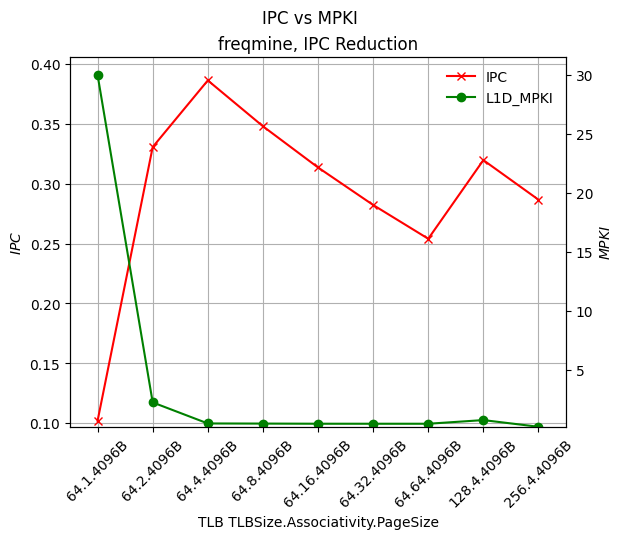 IPC vs MPKI
freqmine, IPC Reduction
IPC
L1D_MPKI
0.40
0.35
0.30
0.25
0.20
0.15
0.10
IPC
30
25
20
15
10
5
MPKI
64.1.4096B
64.2.4096B
64.4.4096B
64.8.4096B
64.16.4096B
64.32.4096B
64.64.4096B
128.4.4096B
256.4.4096B
TLB TLBSize.Associativity.PageSize